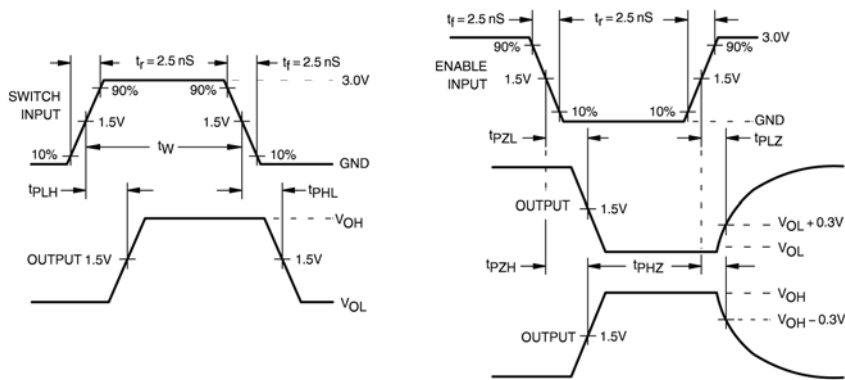 tr = 2.5 nS
tf = 2.5 nS
3.0V
90%
90%
SWITCH
INPUT
1.5V
1.5V
tW
10%
10%
GND
tPLH
tPHL
VOH
OUTPUT 1.5V
1.5V
VOL
tf = 2.5 nS
tr = 2.5 nS
90%
90%
3.0V
ENABLE
INPUT
1.5V
1.5V
10%
10%
GND
tPZL
tPLZ
OUTPUT
1.5V
VOL + 0.3V
VOL
tPZH
tPHZ
VOH
VOH − 0.3V
OUTPUT
1.5V